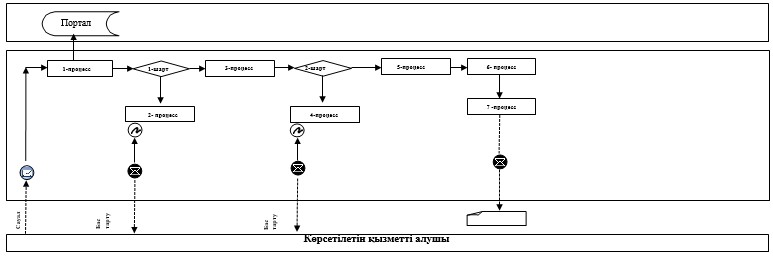 Портал
1-процесс
1-шарт
3-процесс
2-шарт
5-процесс
6- процесс
2- процесс
4-процесс
7 -процесс
Сауал
Бас
тарту
Бас
тарту
Көрсетілетін қызметті алушы